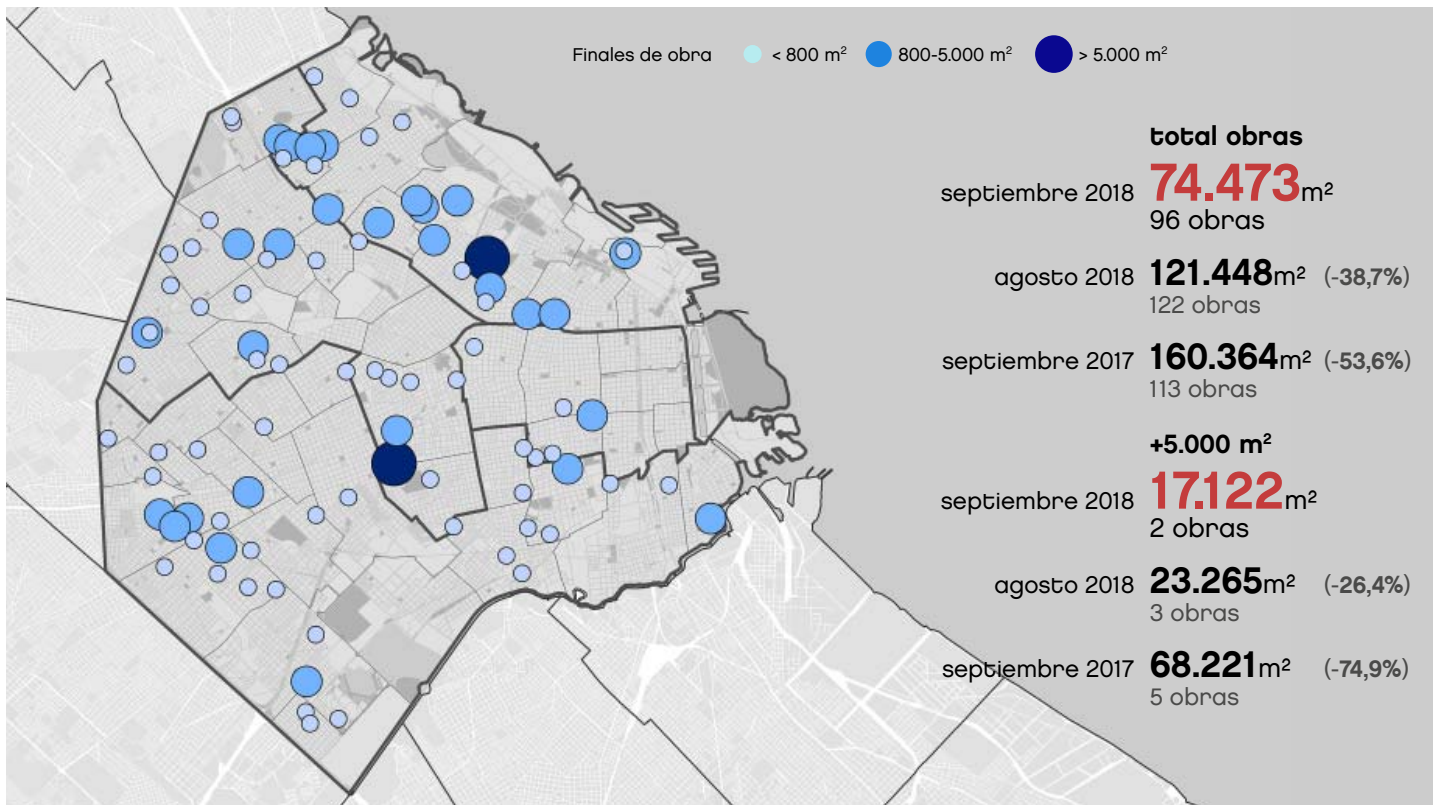 Finales de obra < 800 m² 800-5.000 m² > 5.000 m²
total obras
septiembre 2018 74.473m²
96 obras
agosto 2018 121.448m² (-38,7%)
122 obras
septiembre 2017 160.364m² (-53,6%)
113 obras
+5.000 m²
septiembre 2018 17.122m²
2 obras
agosto 2018 23.265m² (-26,4%)
3 obras
septiembre 2017 68.221m² (-74,9%)
5 obras